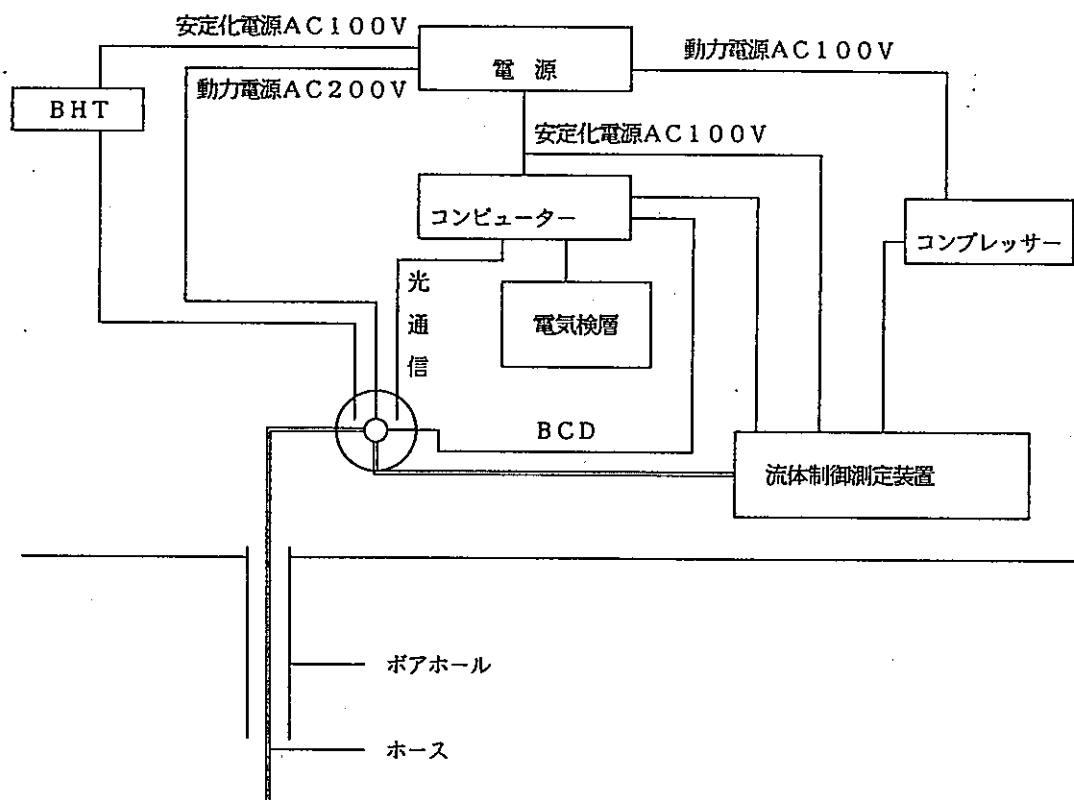 安定化電源AC100V
電 源
動力電源AC100V
動力電源AC200V
BHT
安定化電源AC100V
コンピューター
コンプレッサー
光通信
電気検層
BCD
流体制御測定装置
ボアホール
ホース